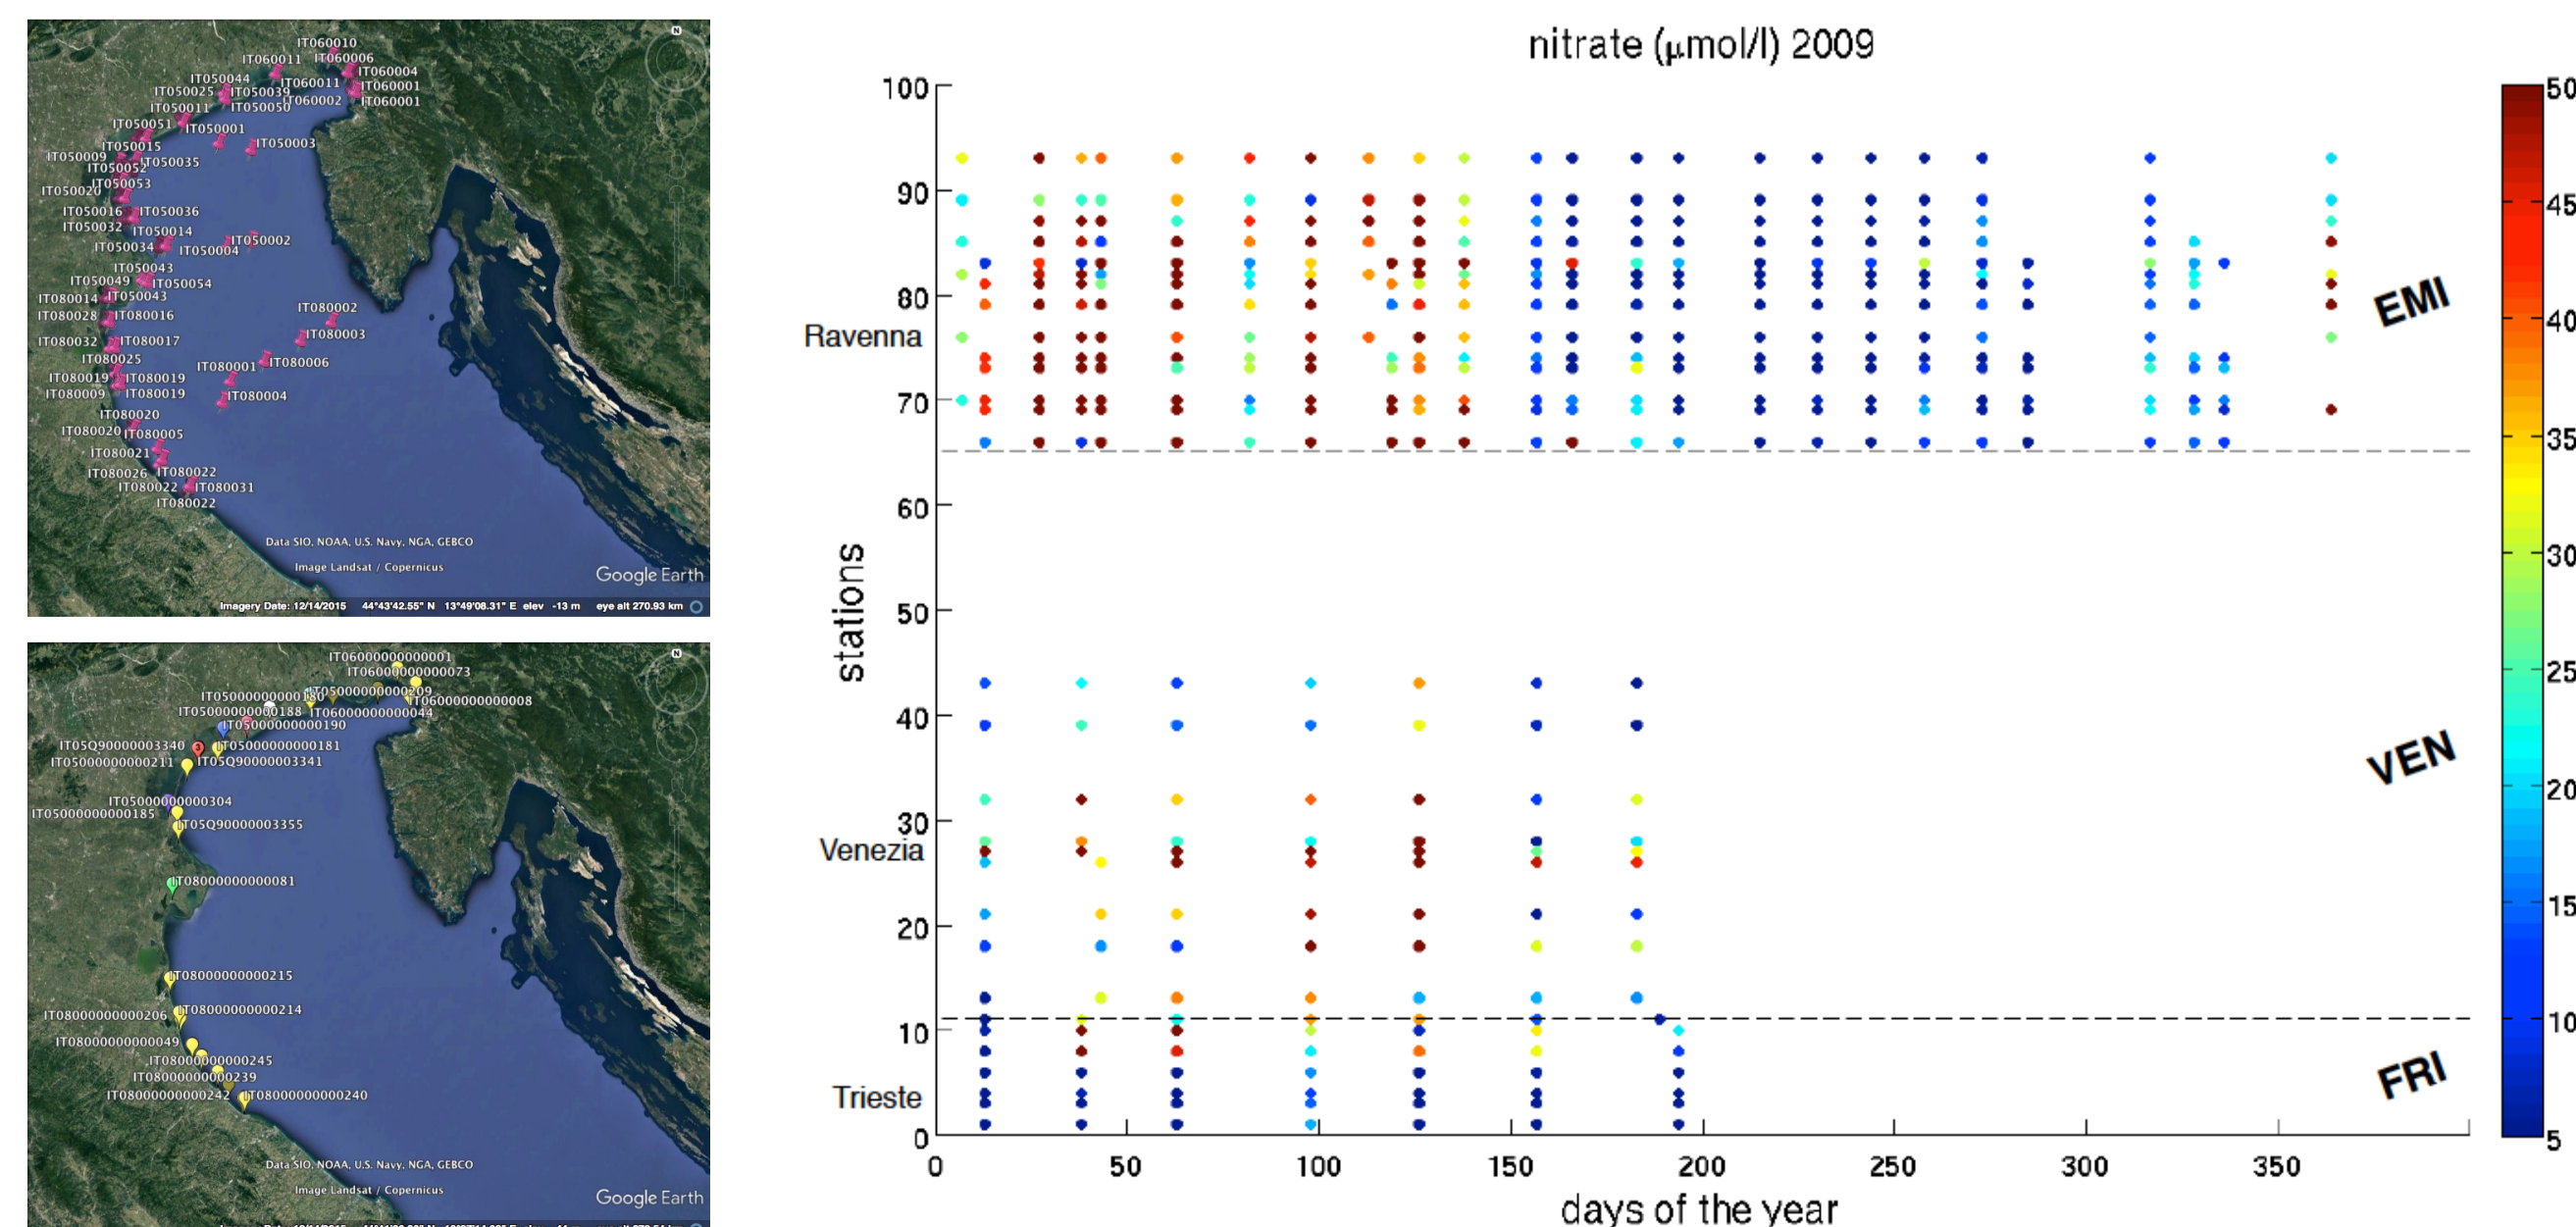 IT060010
IT060011 IT060006
IT060004
IT050044 IT060011 IT060001
IT050025 IT050039 IT060002 IT060001
IT050011 IT050050
IT050051 IT050001
IT050015 IT050003
IT050009 IT050035
IT050052
IT050053
IT050020
IT050016 IT050036
IT050032 IT050014
IT050034 IT050004 IT050002
IT050043
IT050049 IT050054
IT080014 IT050043
IT080028 IT080016 IT080002
IT080032 IT080017 IT080003
IT080025
IT080001 IT080006
IT080019 IT080019
IT080009 IT080019 IT080004
IT080020
IT080020 IT080005
IT080021
IT080026 IT080022
IT080022 IT080031
IT080022
Data SIO, NOAA, U.S. Navy, NGA, GEBCO
Image Landsat / Copernicus
Google Earth
Imagery Date: 12/14/2015 44°43'42.55" N 13°49'08.31" E elev -13 m eye alt 270.93 km
N
IT06000000000001
IT06000000000073
IT05000000000180 IT05000000000209
IT05000000000188 IT06000000000044 IT06000000000008
IT05000000000190
IT05Q90000003340 IT05000000000181
IT05000000000211 IT05Q90000003341
IT05000000000304
IT05000000000185
IT05Q90000003355
IT08000000000081
IT08000000000215
IT08000000000206 IT08000000000214
IT08000000000049
IT08000000000245
IT08000000000239
IT08000000000242 IT08000000000240
Data SIO, NOAA, U.S. Navy, NGA, GEBCO
Image Landsat / Copernicus
Google Earth
N
nitrate (μmol/l) 2009
100
90
80
Ravenna
70
60
50
40
30
Venezia
20
10
Trieste
0
stations
0 50 100 150 200 250 300 350
days of the year
EMI
VEN
FRI
50
45
40
35
30
25
20
15
10
5